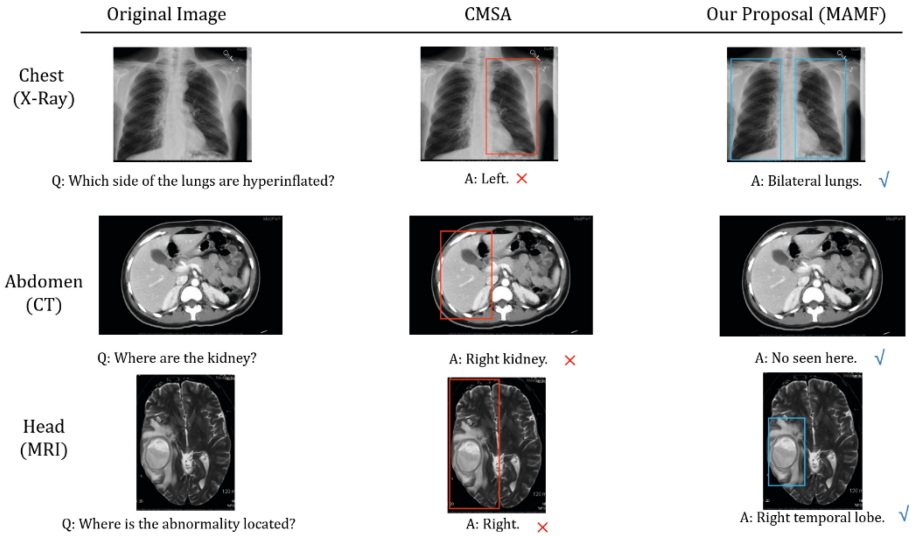 Original Image CMSA Our Proposal (MAMF)
Chest
(X-Ray)
Q: Which side of the lungs are hyperinflated? A: Left. × A: Bilateral lungs. √
Abdomen
(CT)
Q: Where are the kidney? A: Right kidney. × A: No seen here. √
Head
(MRI)
Q: Where is the abnormality located? A: Right. × A: Right temporal lobe. √